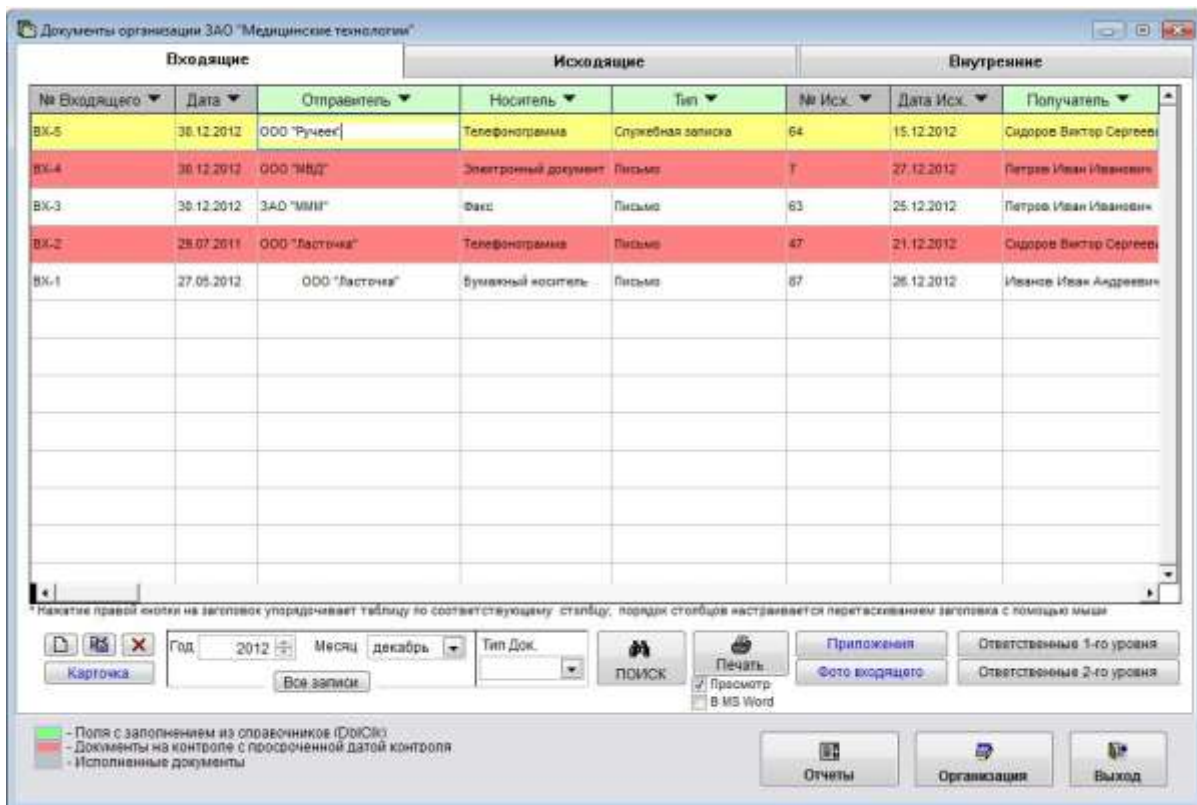 Документы организации ЗАО "Медицинские технологии"
Входящие Исходящие Внутренние
№ Входящего Дата Отправитель Носитель Тип № Исх. Дата Исх. Получатель
ВХ-5 30.12.2012 ООО "Ручеек" Телефонограмма Служебная записка 64 15.12.2012 Сидоров Виктор Сергееви
ВХ-4 30.12.2012 ООО "МВД" Электронный документ Письмо 7 27.12.2012 Петров Иван Иванович
ВХ-3 30.12.2012 ЗАО "МММ" Факс Письмо 63 25.12.2012 Петров Иван Иванович
ВХ-2 29.07.2011 ООО "Ласточка" Телефонограмма Письмо 47 21.12.2012 Сидоров Виктор Сергееви
ВХ-1 27.05.2012 ООО "Ласточка" Бумажный носитель Письмо 87 26.12.2012 Иванов Иван Андреевич
* Нажатие правой кнопки на заголовок упорядочивает таблицу по соответствующему столбцу; порядок столбцов настраивается перетаскиванием заголовка с помощью мыши
Год 2012 Месяц декабрь Тип Док.
Карточка Все записи
ПОИСК
Печать
Просмотр
В MS Word
Приложения Ответственные 1-го уровня
Фото входящего Ответственные 2-го уровня
- Поля с заполнением из справочников (DblClk)
- Документы на контроле с просроченной датой контроля
- Исполненные документы
Отчеты Организация Выход